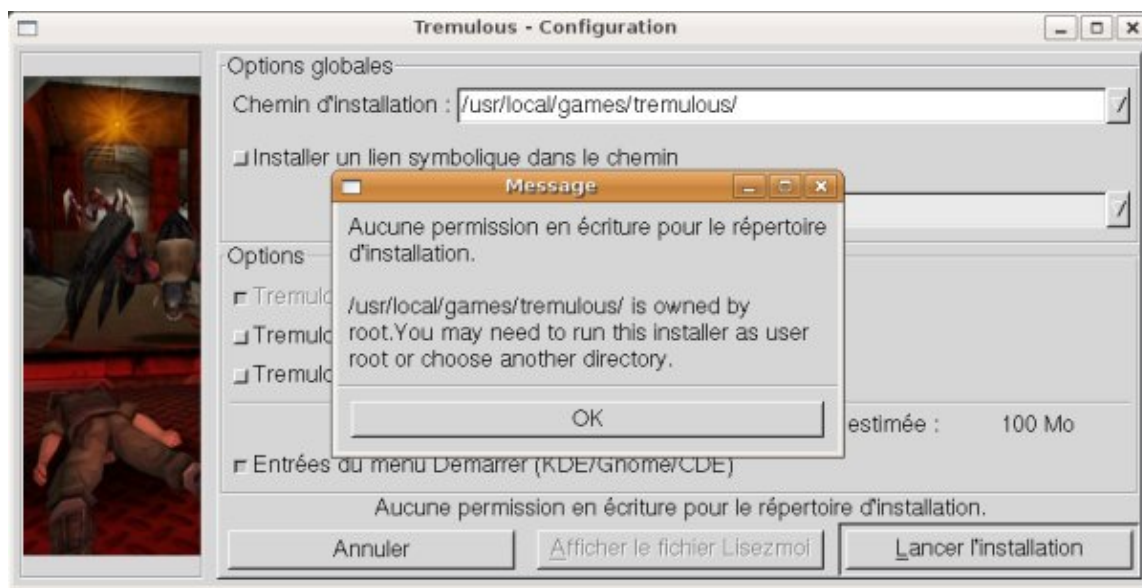 Tremulous - Configuration
Options globales
Chemin d'installation : /usr/local/games/tremulous/
Installer un lien symbolique dans le chemin
Message
Aucune permission en écriture pour le répertoire
d'installation.
/usr/local/games/tremulous/ is owned by
root.You may need to run this installer as user
root or choose another directory.
OK
Options
Tremulo
Tremulo
Tremulo
estimée : 100 Mo
Entrées du menu Démarrer (KDE/Gnome/CDE)
Aucune permission en écriture pour le répertoire d'installation.
Annuler
Afficher le fichier Lisezmoi
Lancer l'installation